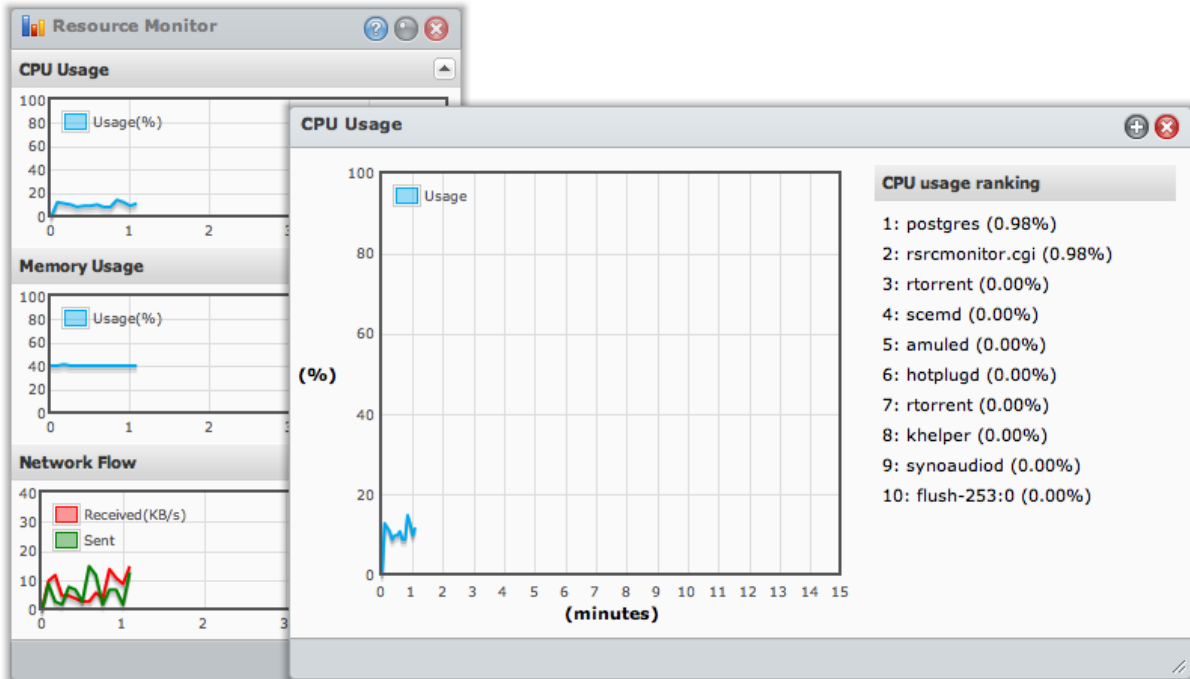 Resource Monitor
CPU Usage
100
80
60
40
20
0
Usage(%)
0 1 2 3
Memory Usage
100
80
60
40
20
0
Usage(%)
0 1 2 3
Network Flow
40
30
20
10
0
Received(KB/s)
Sent
0 1 2 3
CPU Usage
100
80
60
40
20
0
(%)
Usage
0 1 2 3 4 5 6 7 8 9 10 11 12 13 14 15
(minutes)
CPU usage ranking
1: postgres (0.98%)
2: rsrcmonitor.cgi (0.98%)
3: rtorrent (0.00%)
4: scemd (0.00%)
5: amuled (0.00%)
6: hotplugd (0.00%)
7: rtorrent (0.00%)
8: khelper (0.00%)
9: synoaudiod (0.00%)
10: flush-253:0 (0.00%)